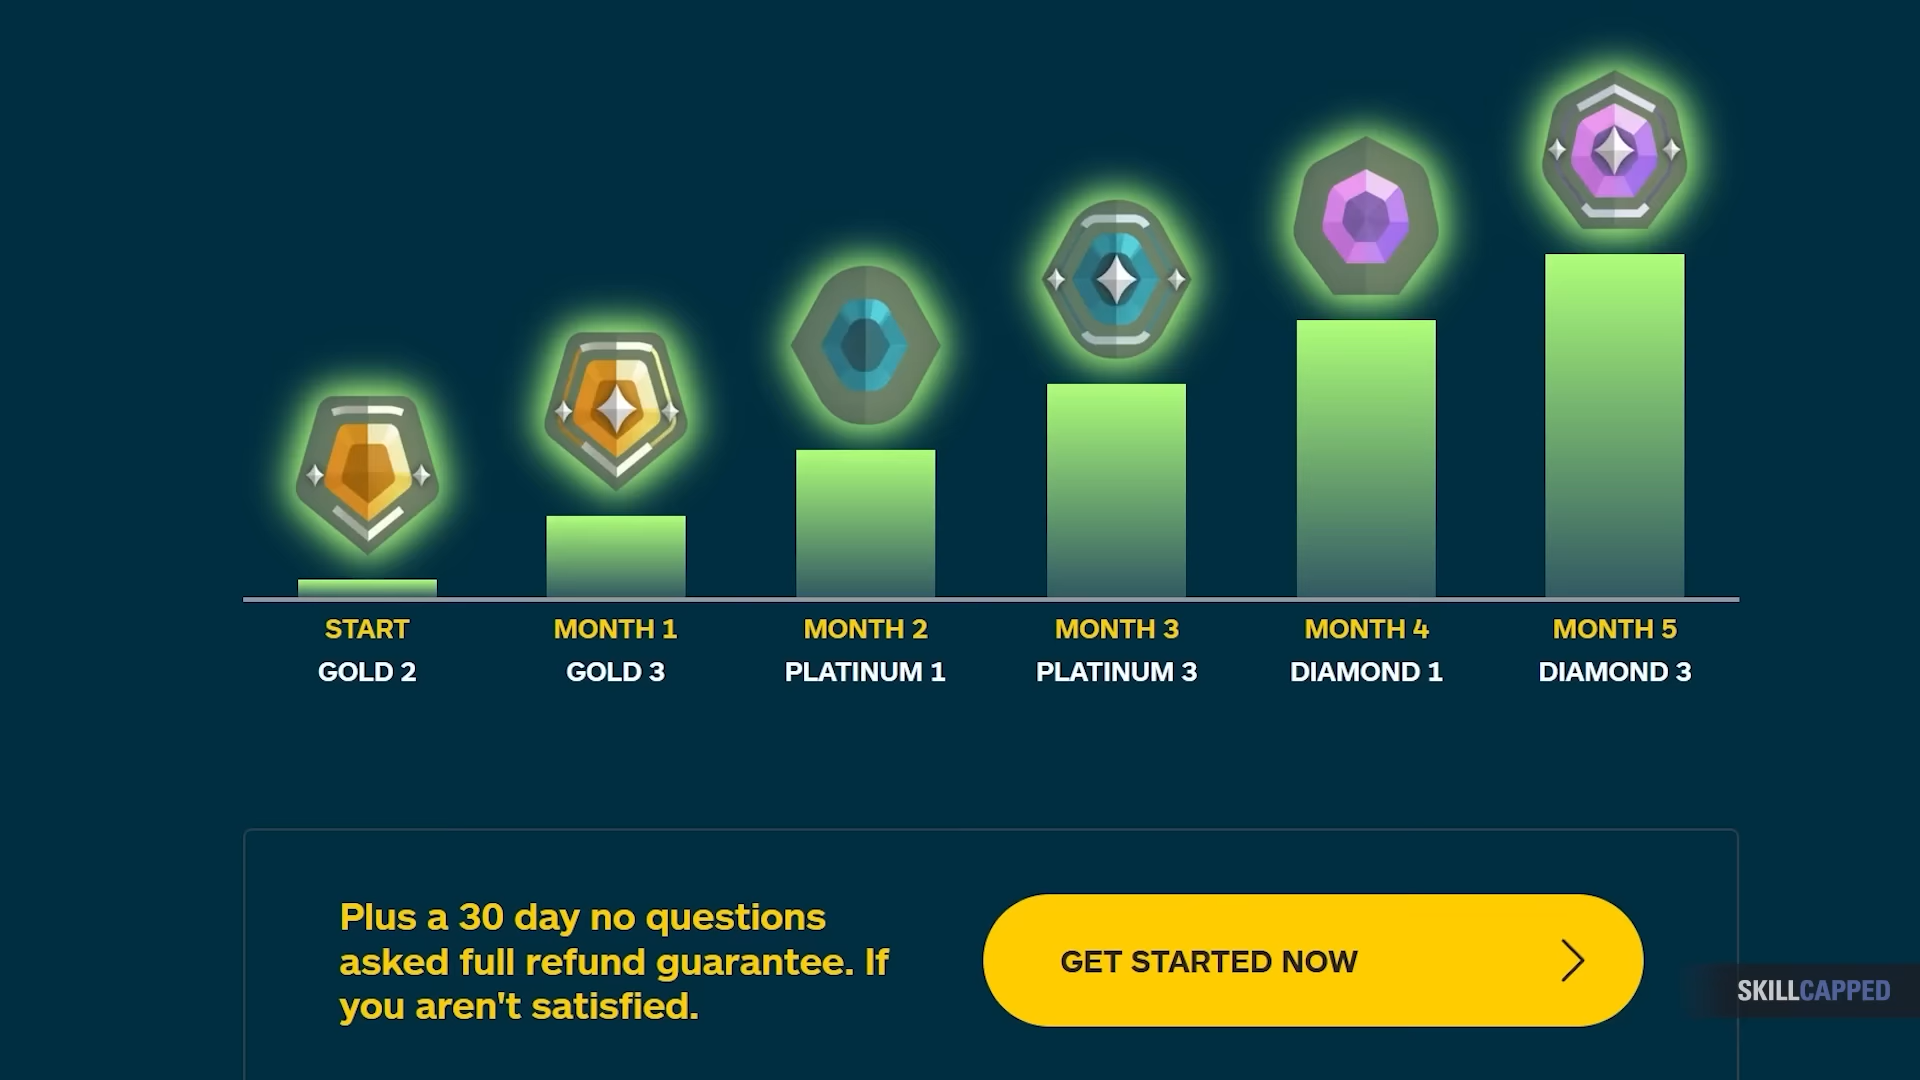 START
GOLD 2
MONTH 1
GOLD 3
MONTH 2
PLATINUM 1
MONTH 3
PLATINUM 3
MONTH 4
DIAMOND 1
MONTH 5
DIAMOND 3
Plus a 30 day no questions
asked full refund guarantee. If
you aren't satisfied.
GET STARTED NOW
SKILLCAPPED